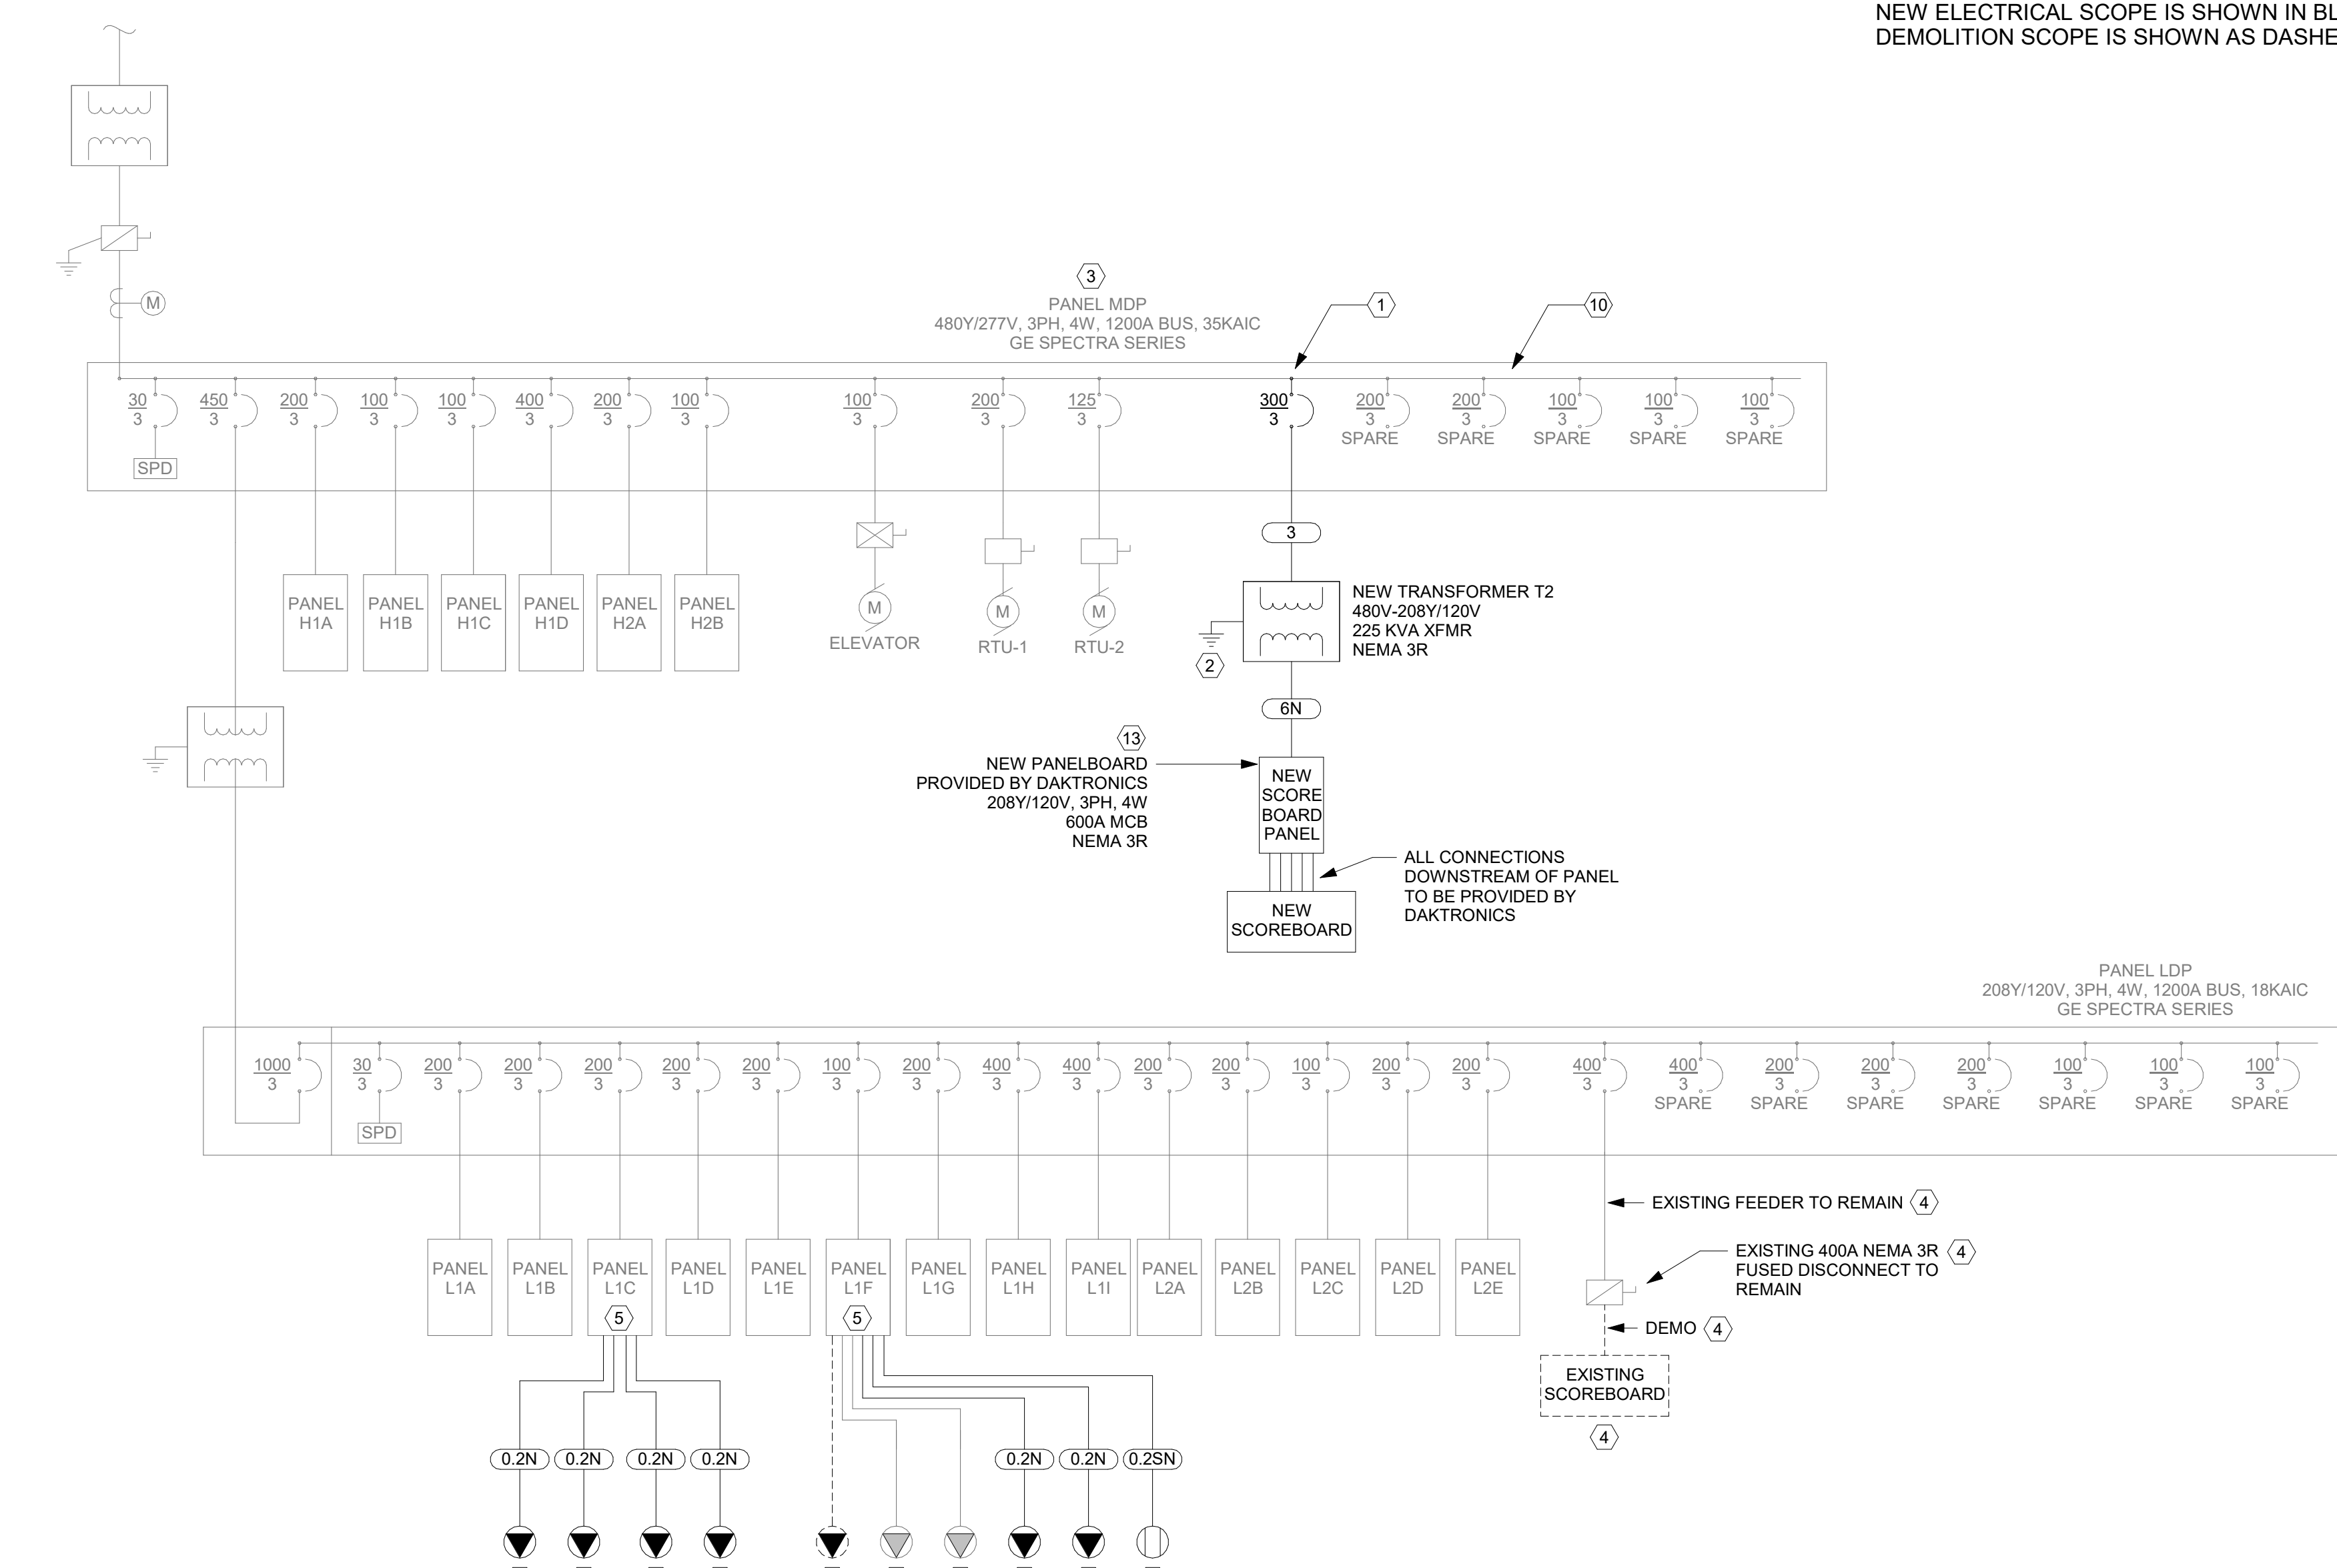 NEW ELECTRICAL SCOPE IS SHOWN IN BL
DEMOLITION SCOPE IS SHOWN AS DASHE
M
3
PANEL MDP
480Y/277V, 3PH, 4W, 1200A BUS, 35KAIC
GE SPECTRA SERIES
1
10
30
3
SPD
450
3
200
3
100
3
100
3
400
3
200
3
100
3
100
3
200
3
125
3
300
3
200
3
SPARE
200
3
SPARE
100
3
SPARE
100
3
SPARE
100
3
SPARE
PANEL
H1A
PANEL
H1B
PANEL
H1C
PANEL
H1D
PANEL
H2A
PANEL
H2B
M
ELEVATOR
M
RTU-1
M
RTU-2
3
NEW TRANSFORMER T2
480V-208Y/120V
225 KVA XFMR
NEMA 3R
2
6N
13
NEW PANELBOARD
PROVIDED BY DAKTRONICS
208Y/120V, 3PH, 4W
600A MCB
NEMA 3R
NEW
SCORE
BOARD
PANEL
ALL CONNECTIONS
DOWNSTREAM OF PANEL
TO BE PROVIDED BY
DAKTRONICS
NEW
SCOREBOARD
PANEL LDP
208Y/120V, 3PH, 4W, 1200A BUS, 18KAIC
GE SPECTRA SERIES
1000
3
30
3
SPD
200
3
200
3
200
3
200
3
200
3
100
3
200
3
400
3
400
3
200
3
200
3
100
3
200
3
200
3
400
3
400
3
SPARE
200
3
SPARE
200
3
SPARE
200
3
SPARE
100
3
SPARE
100
3
SPARE
100
3
SPARE
PANEL
L1A
PANEL
L1B
PANEL
L1C
5
PANEL
L1D
PANEL
L1E
PANEL
L1F
5
PANEL
L1G
PANEL
L1H
PANEL
L1I
PANEL
L2A
PANEL
L2B
PANEL
L2C
PANEL
L2D
PANEL
L2E
EXISTING FEEDER TO REMAIN 4
EXISTING 400A NEMA 3R 4
FUSED DISCONNECT TO
REMAIN
DEMO 4
EXISTING
SCOREBOARD
4
0.2N
0.2N
0.2N
0.2N
0.2N
0.2N
0.2SN